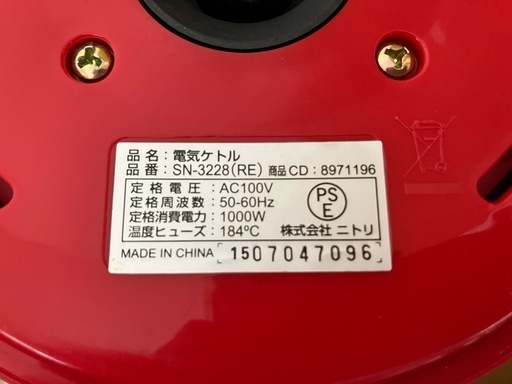 品名：電気ケトル
品番：SN-3228(RE) 商品CD：8971196
定格電圧：AC100V
定格周波数：50-60Hz
定格消費電力：1000W
温度ヒューズ：184℃
PS
E
株式会社 ニトリ
MADE IN CHINA 1507047096